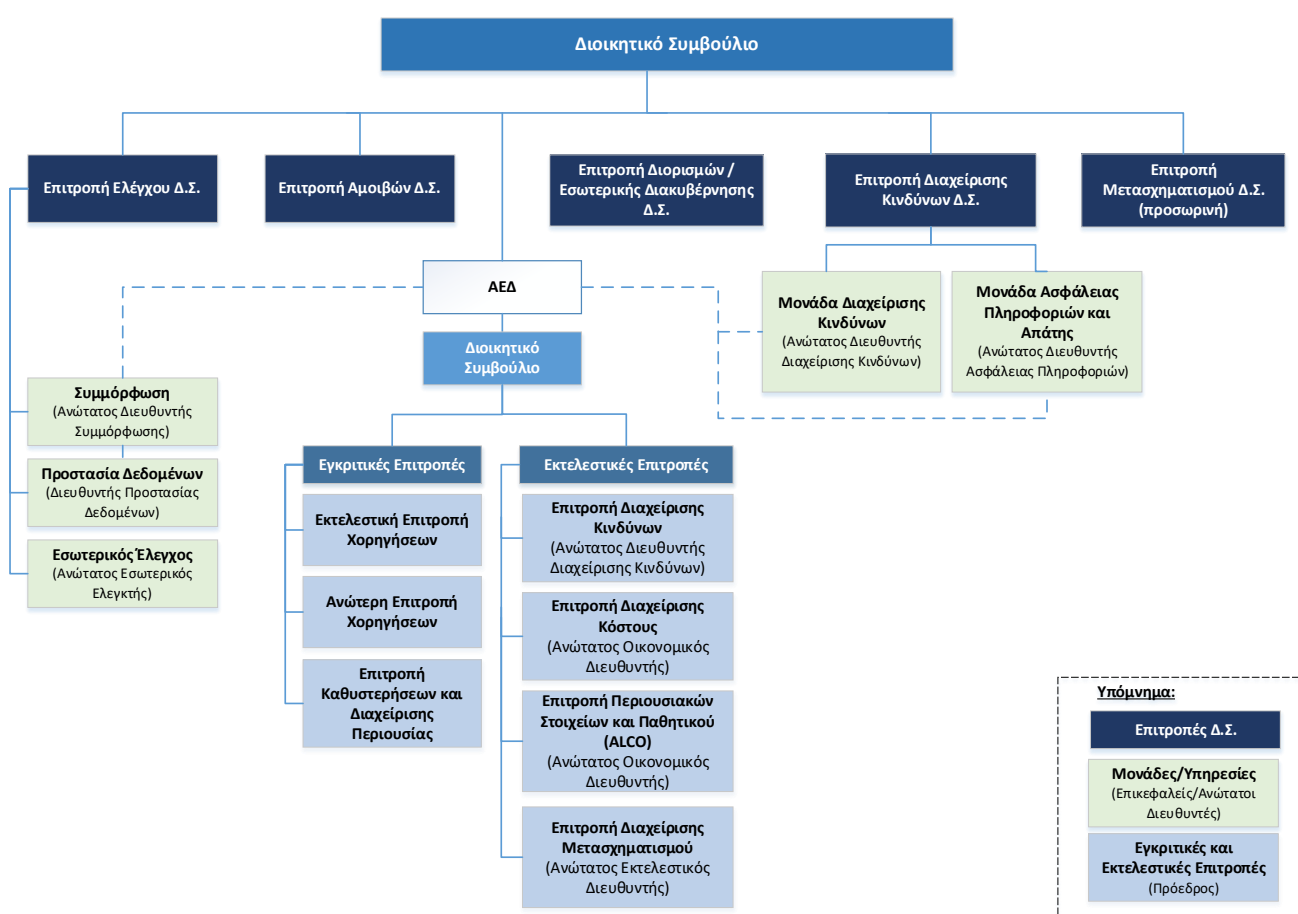 Διοικητικό Συμβούλιο
Επιτροπή Ελέγχου Δ.Σ.
Επιτροπή Αμοιβών Δ.Σ.
Επιτροπή Διορισμών /
Εσωτερικής Διακυβέρνησης
Δ.Σ.
Επιτροπή Διαχείρισης
Κινδύνων Δ.Σ.
Επιτροπή
Μετασχηματισμού Δ.Σ.
(προσωρινή)
ΑΕΔ
Μονάδα Διαχείρισης
Κινδύνων
(Ανώτατος Διευθυντής
Διαχείρισης Κινδύνων)
Μονάδα Ασφάλειας
Πληροφοριών και
Απάτης
(Ανώτατος Διευθυντής
Ασφάλειας Πληροφοριών)
Διοικητικό
Συμβούλιο
Συμμόρφωση
(Ανώτατος Διευθυντής
Συμμόρφωσης)
Προστασία Δεδομένων
(Διευθυντής Προστασίας
Δεδομένων)
Εσωτερικός Έλεγχος
(Ανώτατος Εσωτερικός
Ελεγκτής)
Εγκριτικές Επιτροπές
Εκτελεστική Επιτροπή
Χορηγήσεων
Ανώτερη Επιτροπή
Χορηγήσεων
Επιτροπή
Καθυστερήσεων και
Διαχείρισης
Περιουσίας
Εκτελεστικές Επιτροπές
Επιτροπή Διαχείρισης
Κινδύνων
(Ανώτατος Διευθυντής
Διαχείρισης Κινδύνων)
Επιτροπή Διαχείρισης
Κόστους
(Ανώτατος Οικονομικός
Διευθυντής)
Επιτροπή Περιουσιακών
Στοιχείων και Παθητικού
(ALCO)
(Ανώτατος Οικονομικός
Διευθυντής)
Επιτροπή Διαχείρισης
Μετασχηματισμού
(Ανώτατος Εκτελεστικός
Διευθυντής)
Υπόμνημα:
Επιτροπές Δ.Σ.
Μονάδες/Υπηρεσίες
(Επικεφαλείς/Ανώτατοι
Διευθυντές)
Εγκριτικές και
Εκτελεστικές Επιτροπές
(Πρόεδρος)